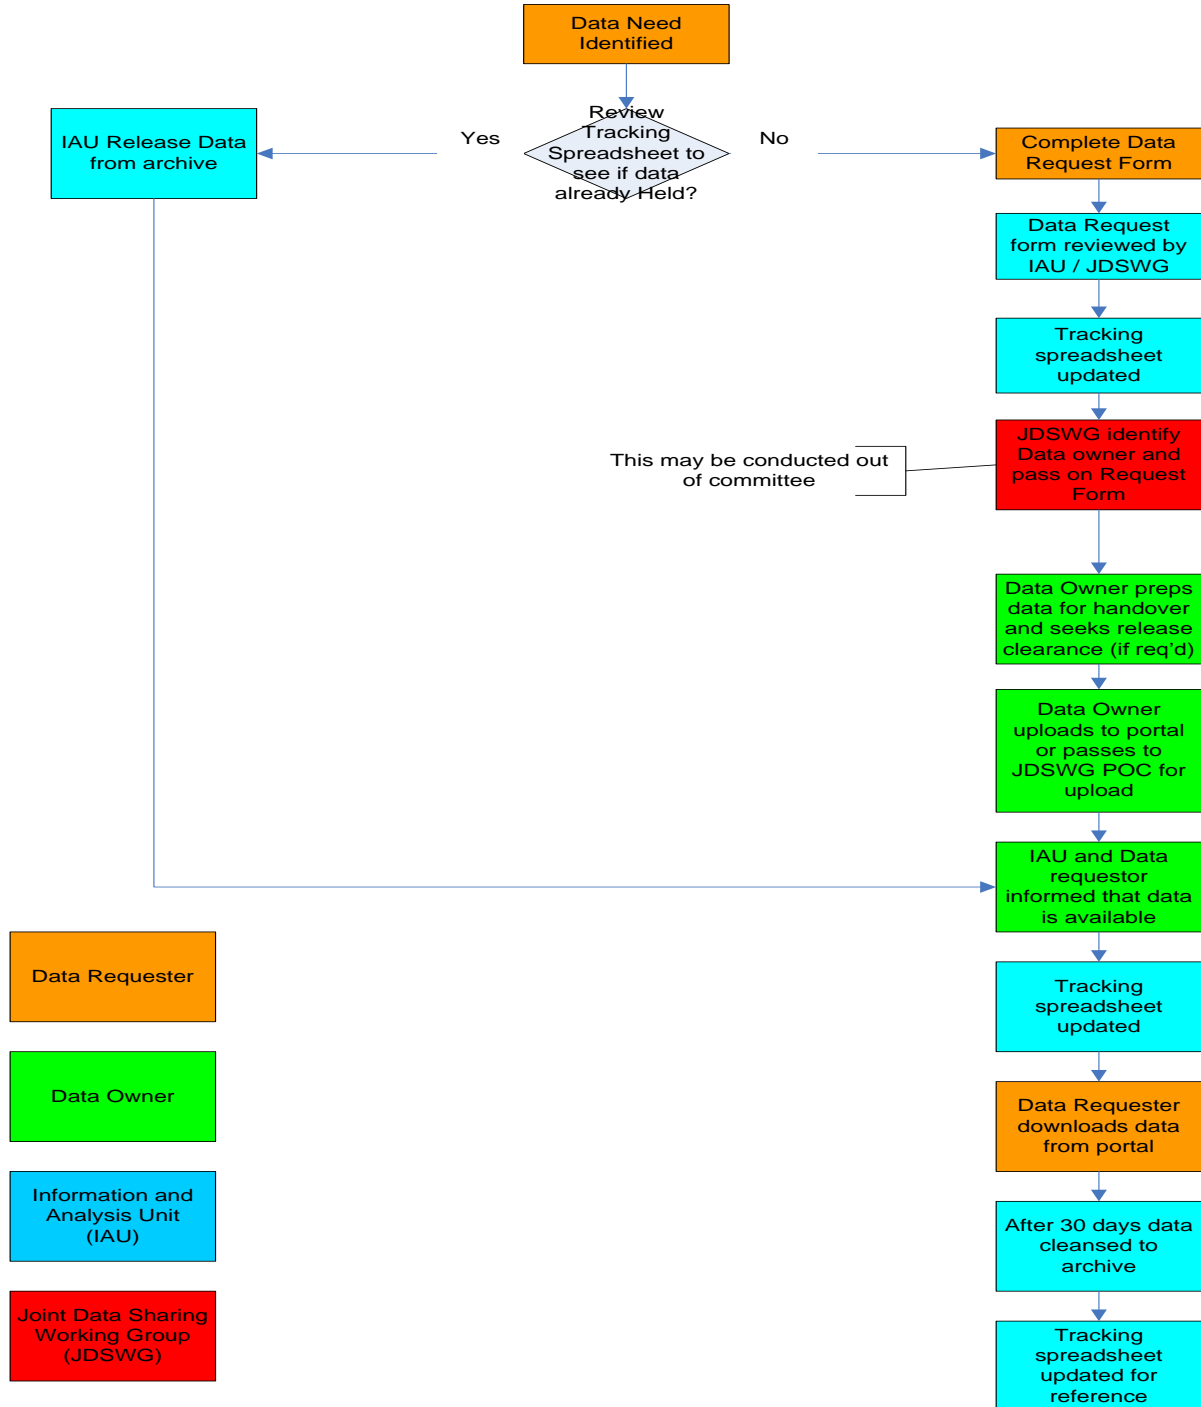 Data Need
Identified
Review
Tracking
Spreadsheet to
see if data
already Held?
Yes
No
IAU Release Data
from archive
Complete Data
Request Form
Data Request
form reviewed by
IAU / JDSWG
Tracking
spreadsheet
updated
JDSWG identify
Data owner and
pass on Request
Form
This may be conducted out
of committee
Data Owner preps
data for handover
and seeks release
clearance (if req’d)
Data Owner
uploads to portal
or passes to
JDSWG POC for
upload
IAU and Data
requestor
informed that data
is available
Tracking
spreadsheet
updated
Data Requester
downloads data
from portal
After 30 days data
cleansed to
archive
Tracking
spreadsheet
updated for
reference
Data Requester
Data Owner
Information and
Analysis Unit
(IAU)
Joint Data Sharing
Working Group
(JDSWG)